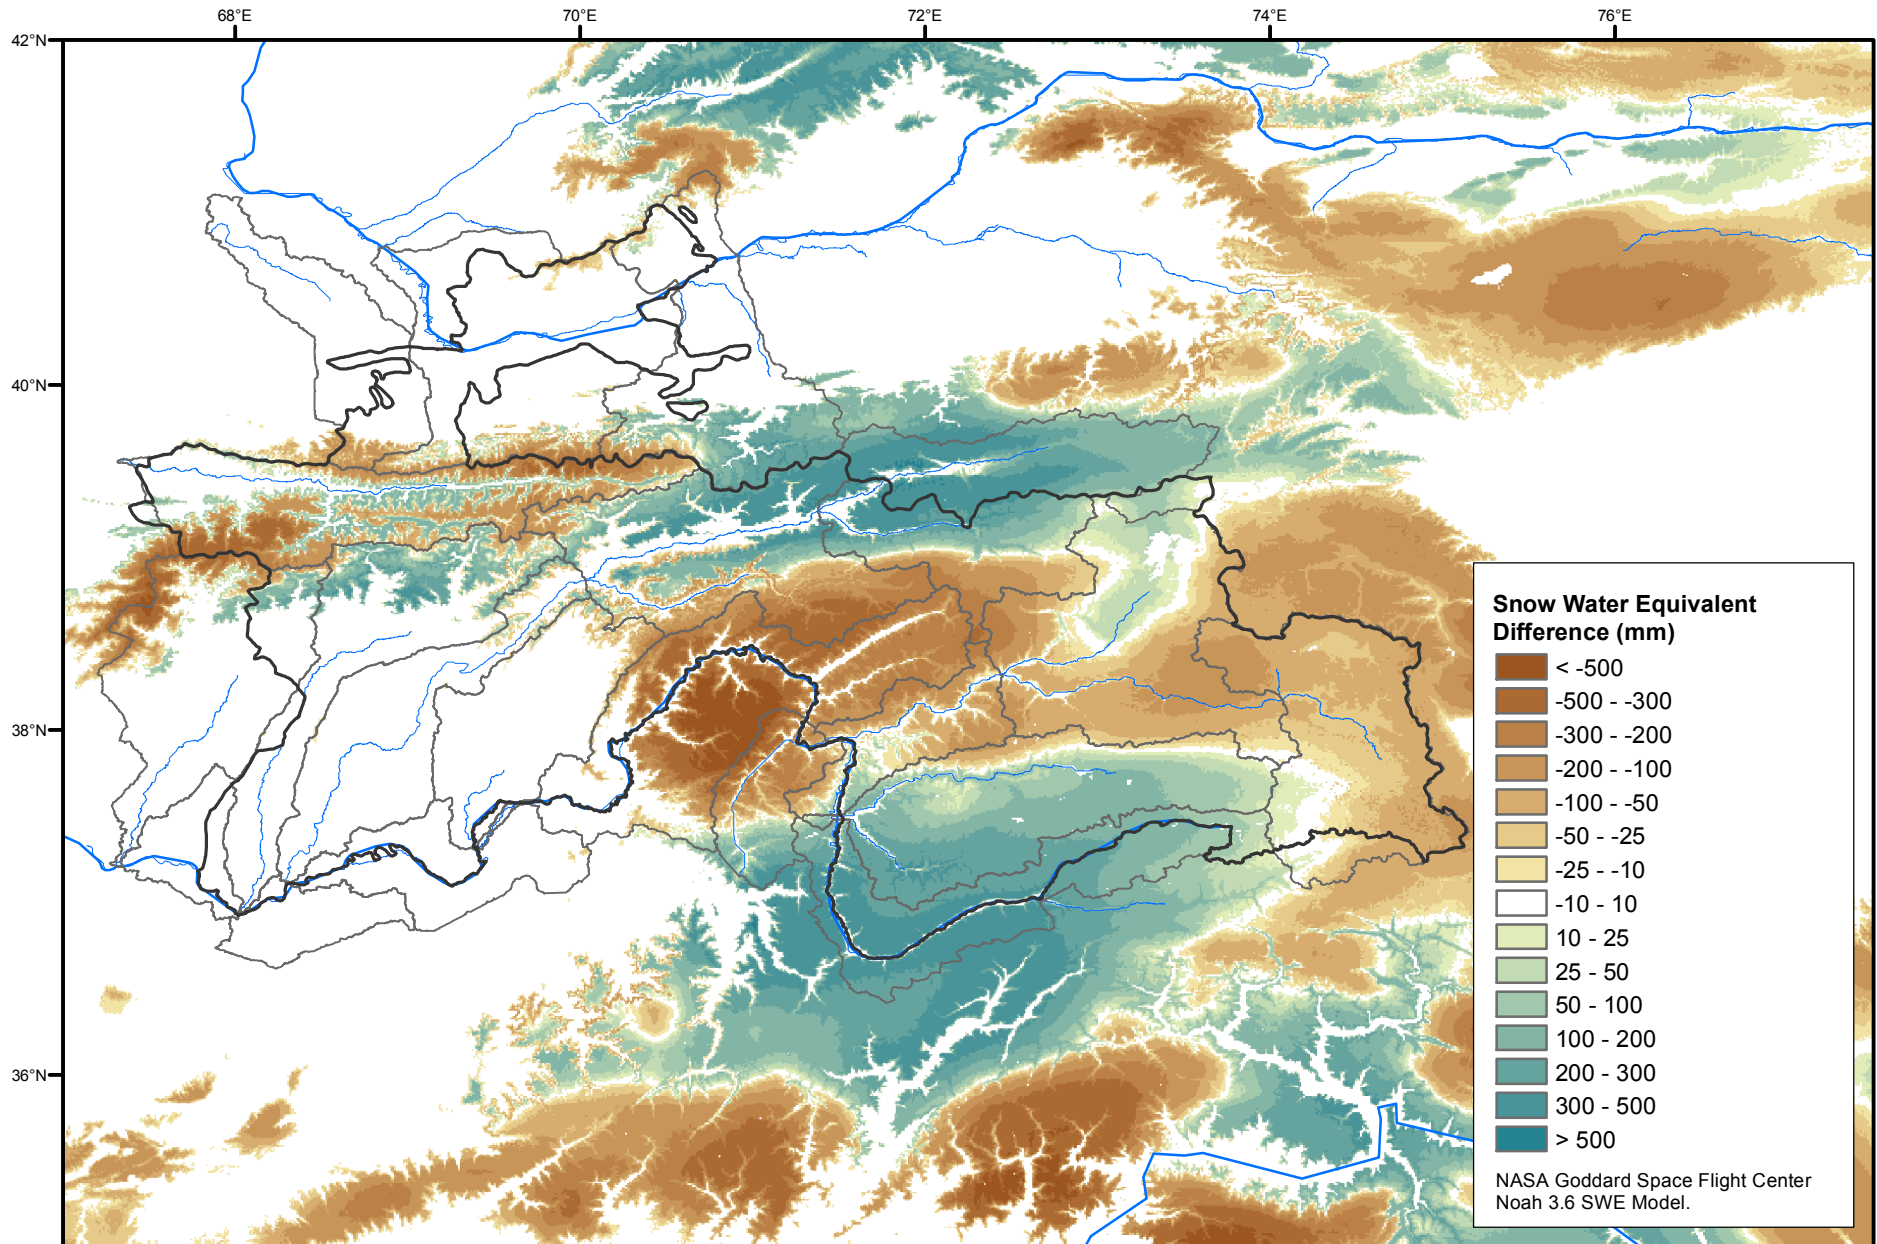 68°E 70°E 72°E 74°E 76°E
42°N
40°N
38°N
36°N
Snow Water Equivalent
Difference (mm)
< -500
-500 - -300
-300 - -200
-200 - -100
-100 - -50
-50 - -25
-25 - -10
-10 - 10
10 - 25
25 - 50
50 - 100
100 - 200
200 - 300
300 - 500
> 500
NASA Goddard Space Flight Center
Noah 3.6 SWE Model.